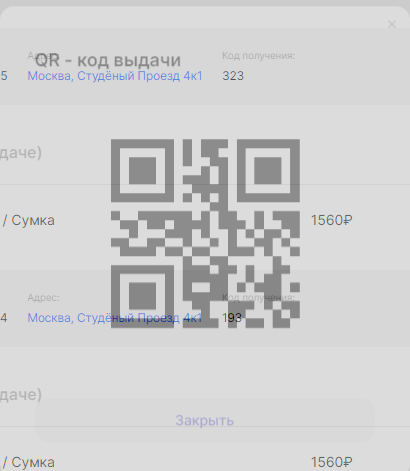 ×
Адрес: Код получения:
QR - код выдачи
5 Москва, Студёный Проезд 4к1 323
даче)
/ Сумка 1560₽
Адрес: Код получения:
4 Москва, Студёный Проезд 4к1 193
даче)
Закрыть
/ Сумка 1560₽